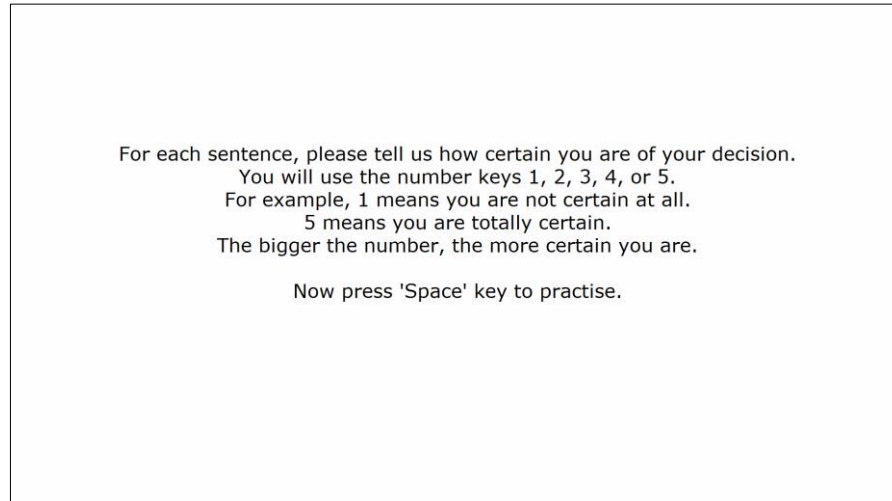 For each sentence, please tell us how certain you are of your decision.
You will use the number keys 1, 2, 3, 4, or 5.
For example, 1 means you are not certain at all.
5 means you are totally certain.
The bigger the number, the more certain you are.
Now press 'Space' key to practise.